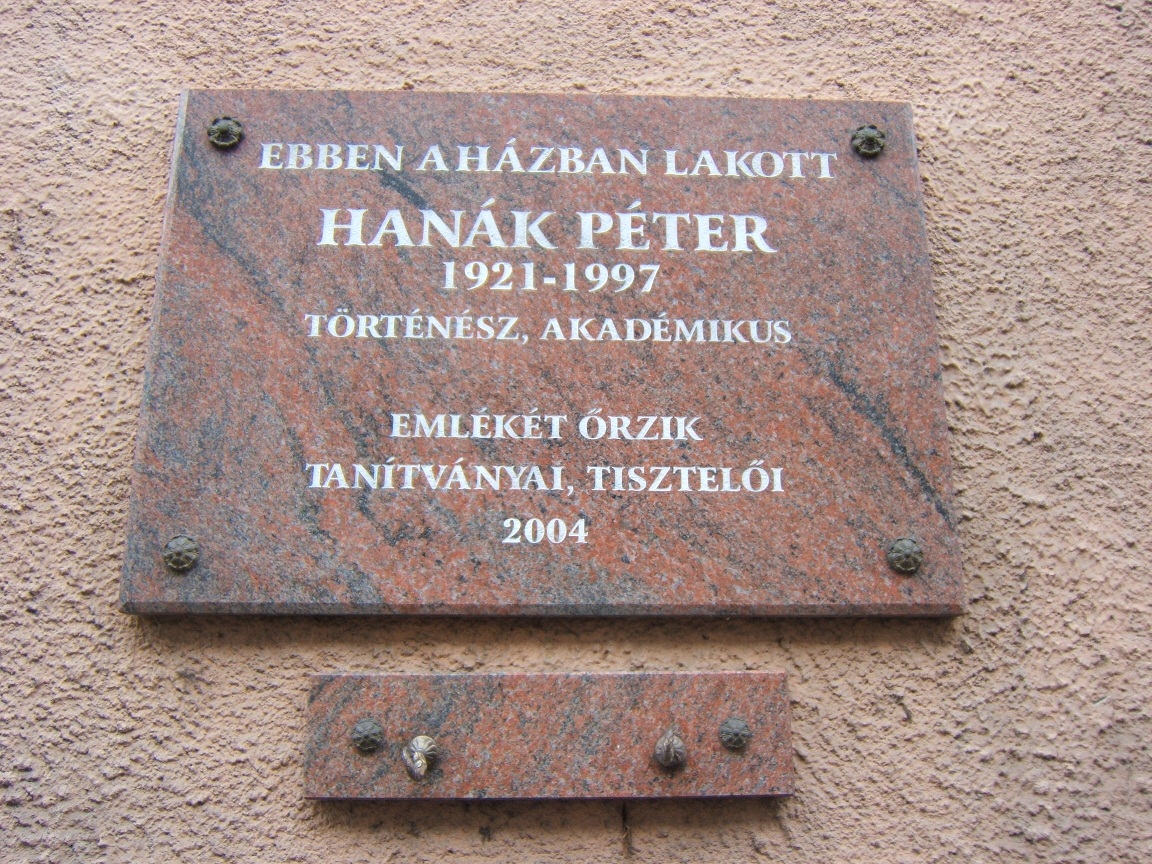 EBBEN A HÁZBAN LAKOTT
HANÁK PÉTER
1921-1997
TÖRTÉNÉSZ, AKADÉMIKUS
EMLÉKÉT ŐRZIK
TANÍTVÁNYAI, TISZTELŐI
2004